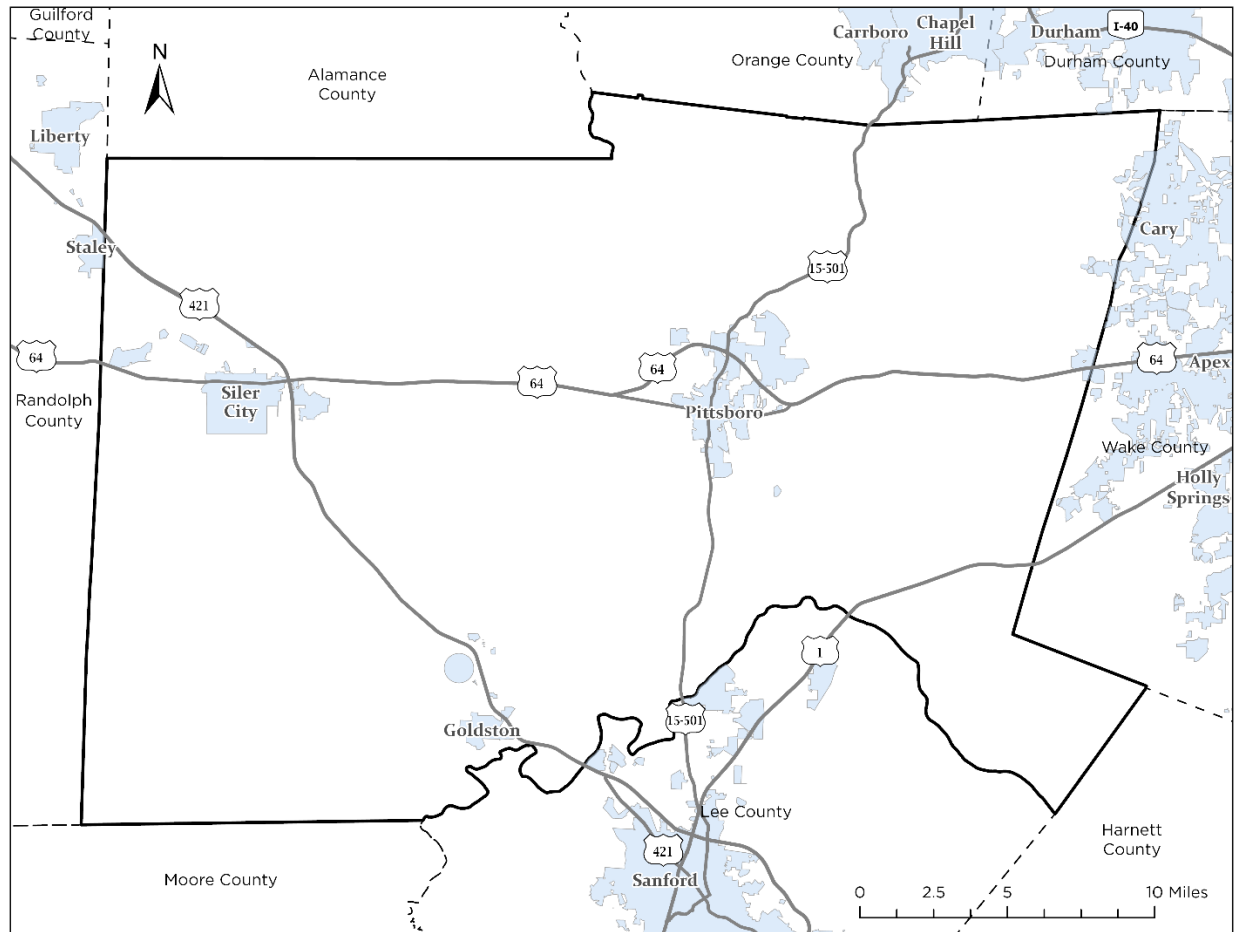 Guilford
County
N
Alamance
County
Carrboro
Chapel
Hill
Durham
I-40
Orange County
Durham County
Liberty
Staley
Cary
15-501
421
64
64
64
64
Apex
Siler
City
Randolph
County
Pittsboro
Wake County
Holly
Springs
1
15-501
Goldston
Lee County
421
Sanford
Harnett
County
Moore County
0 2.5 5 10 Miles